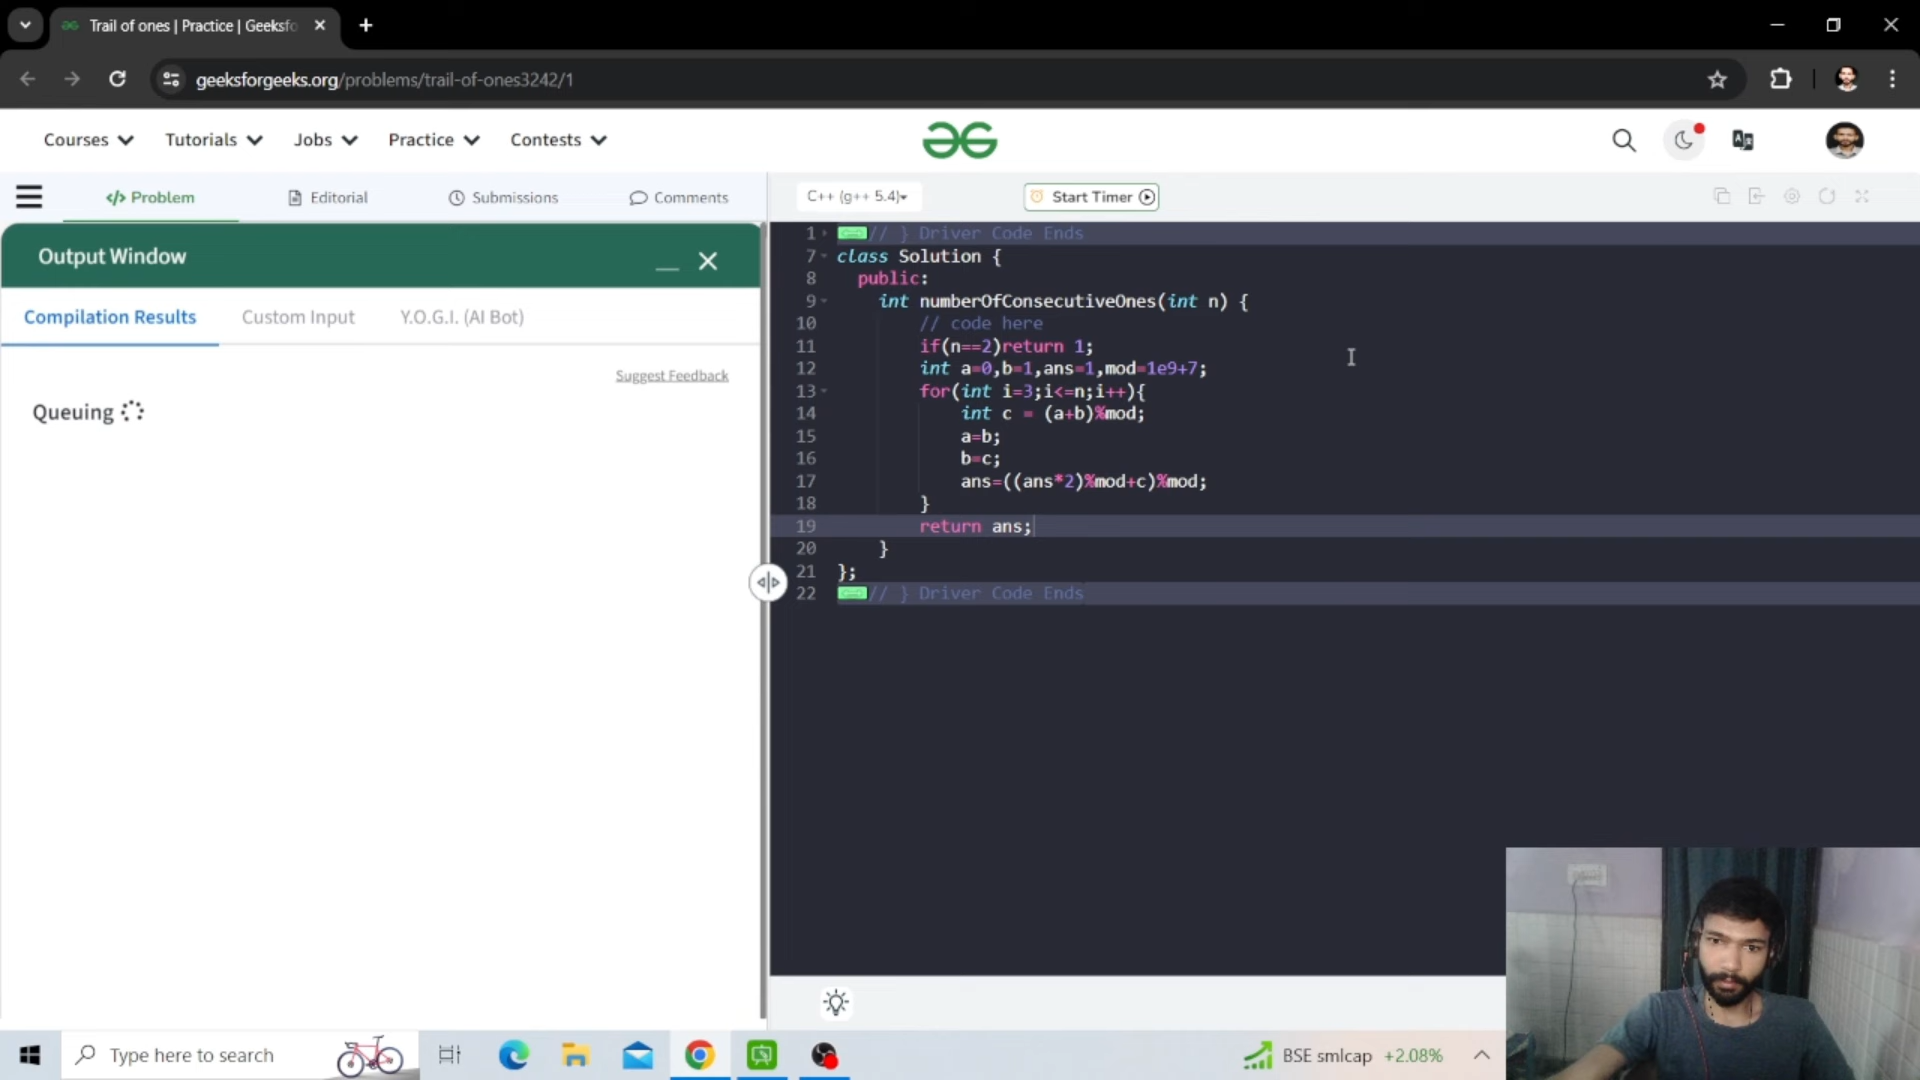 Trail of ones | Practice | Geeksfo
geeksforgeeks.org/problems/trail-of-ones3242/1
Courses Tutorials Jobs Practice Contests
</> Problem Editorial Submissions Comments
C++ (g++ 5.4) Start Timer
Output Window
Compilation Results Custom Input Y.O.G.I. (AI Bot)
Suggest Feedback
Queuing
1 // } Driver Code Ends
7 class Solution {
8 public:
9 int numberOfConsecutiveOnes(int n) {
10 // code here
11 if(n==2)return 1;
12 int a=0,b=1,ans=1,mod=1e9+7;
13 for(int i=3;i<=n;i++){
14 int c = (a+b)%mod;
15 a=b;
16 b=c;
17 ans=((ans*2)%mod+c)%mod;
18 }
19 return ans;
20 }
21 };
22 // } Driver Code Ends
Type here to search
BSE smlcap +2.08%